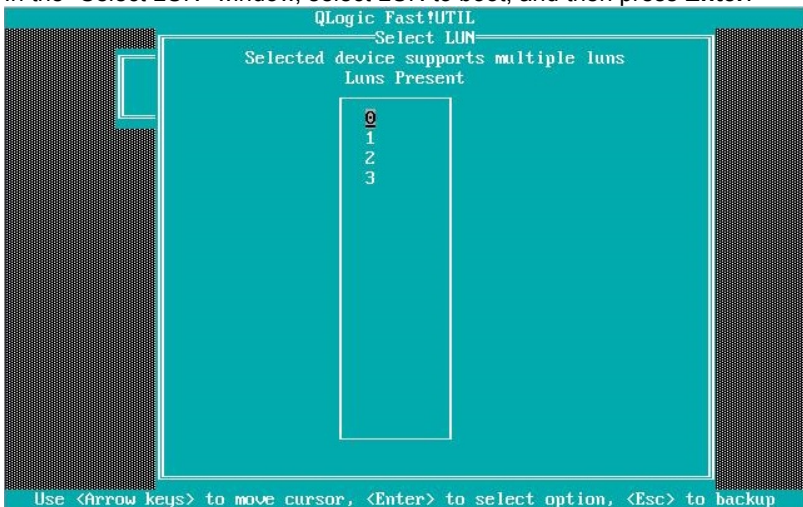 In the "Select LUN" window, select LUN to boot, and then press Enter.
QLogic Fast!UTIL
Select LUN
Selected device supports multiple luns
Luns Present
0
1
2
3
Use <Arrow keys> to move cursor, <Enter> to select option, <Esc> to backup